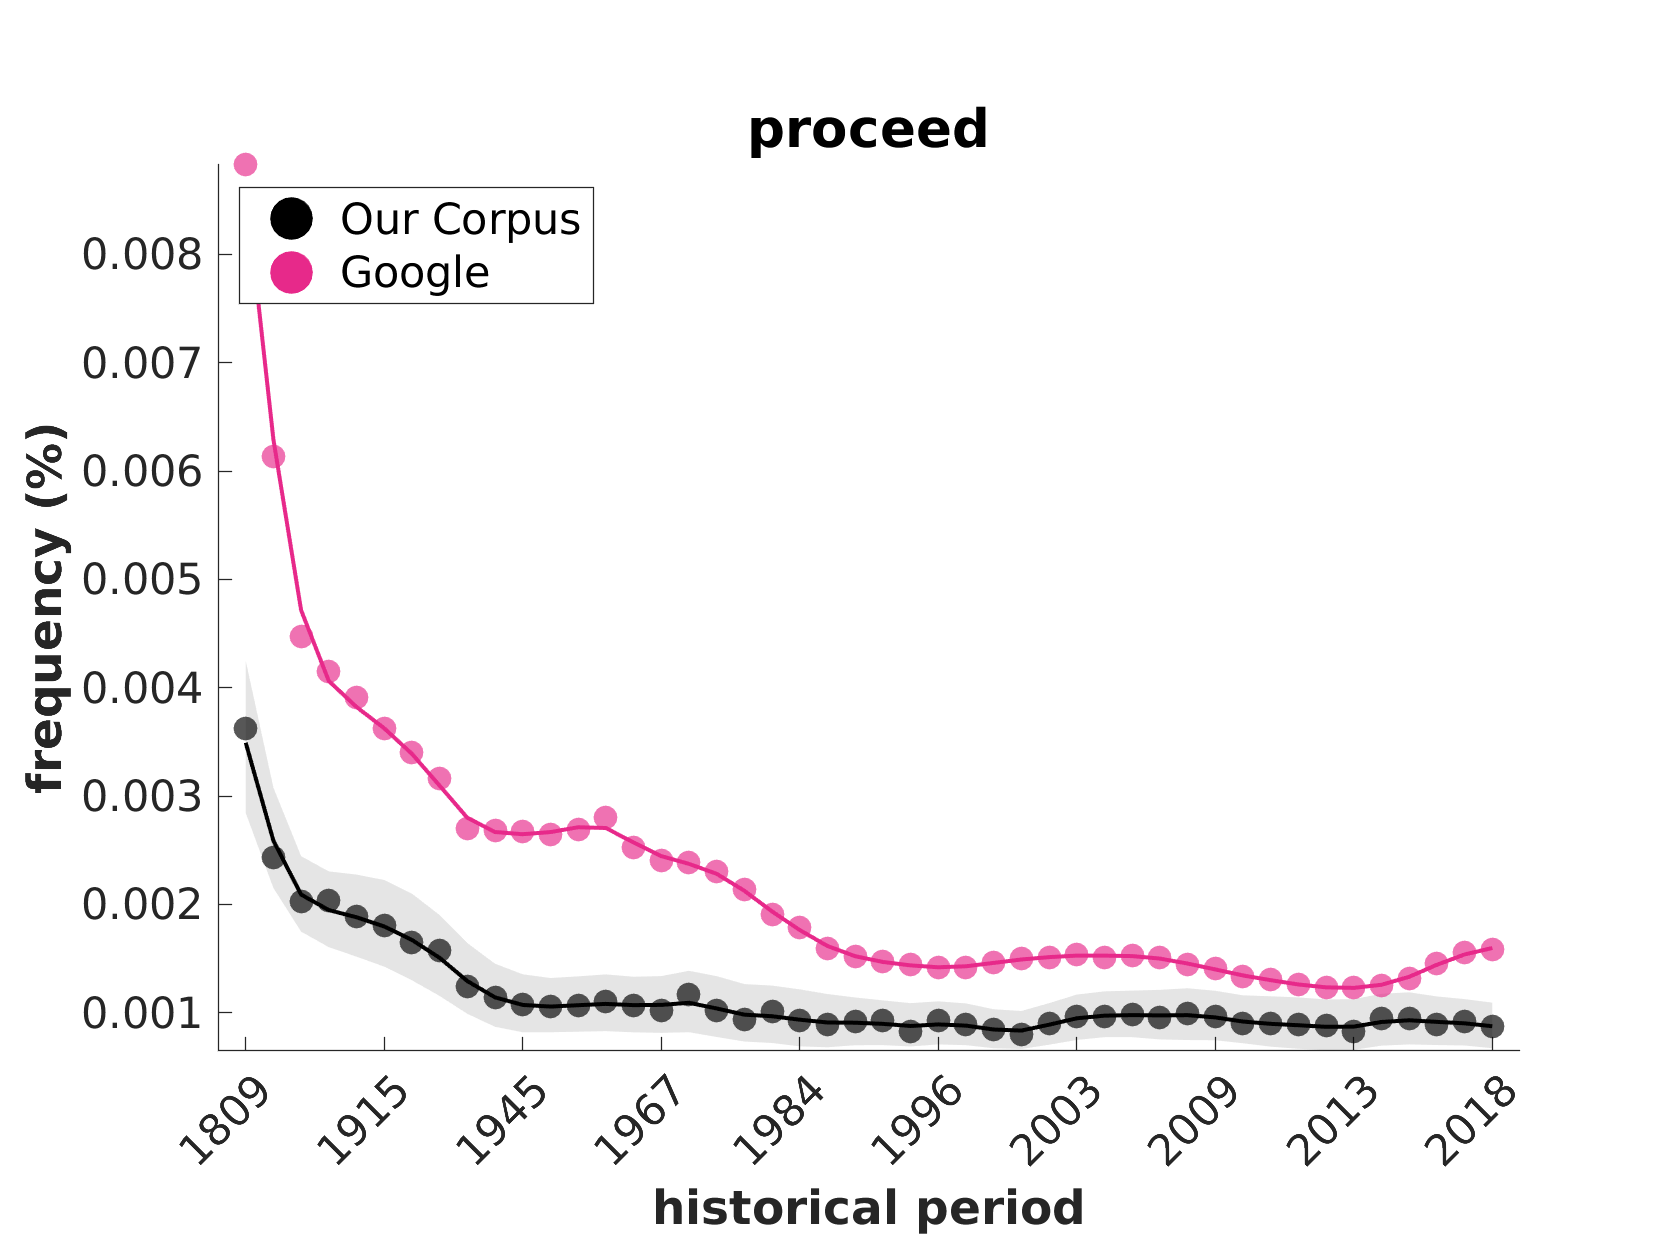 proceed
Our Corpus
Google
0.008
0.007
0.006
0.005
0.004
0.003
0.002
0.001
frequency (%)
1809 1915 1945 1967 1984 1996 2003 2009 2013 2018
historical period